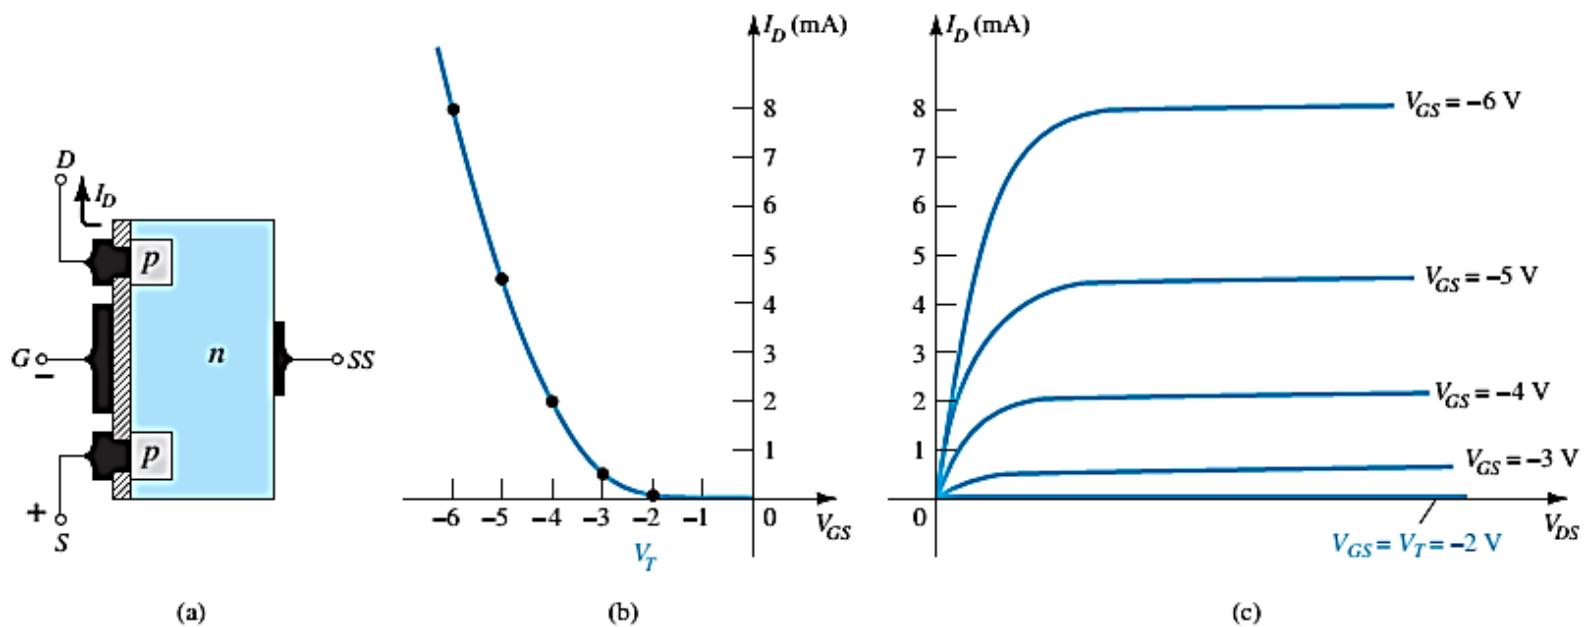 D
I_D
p
n
G
−
SS
p
+
S
(a)
I_D (mA)
8
7
6
5
4
3
2
1
−6 −5 −4 −3 −2 −1 0 V_GS
V_T
(b)
I_D (mA)
8
7
6
5
4
3
2
1
0
V_GS = −6 V
V_GS = −5 V
V_GS = −4 V
V_GS = −3 V
V_DS
V_GS = V_T = −2 V
(c)